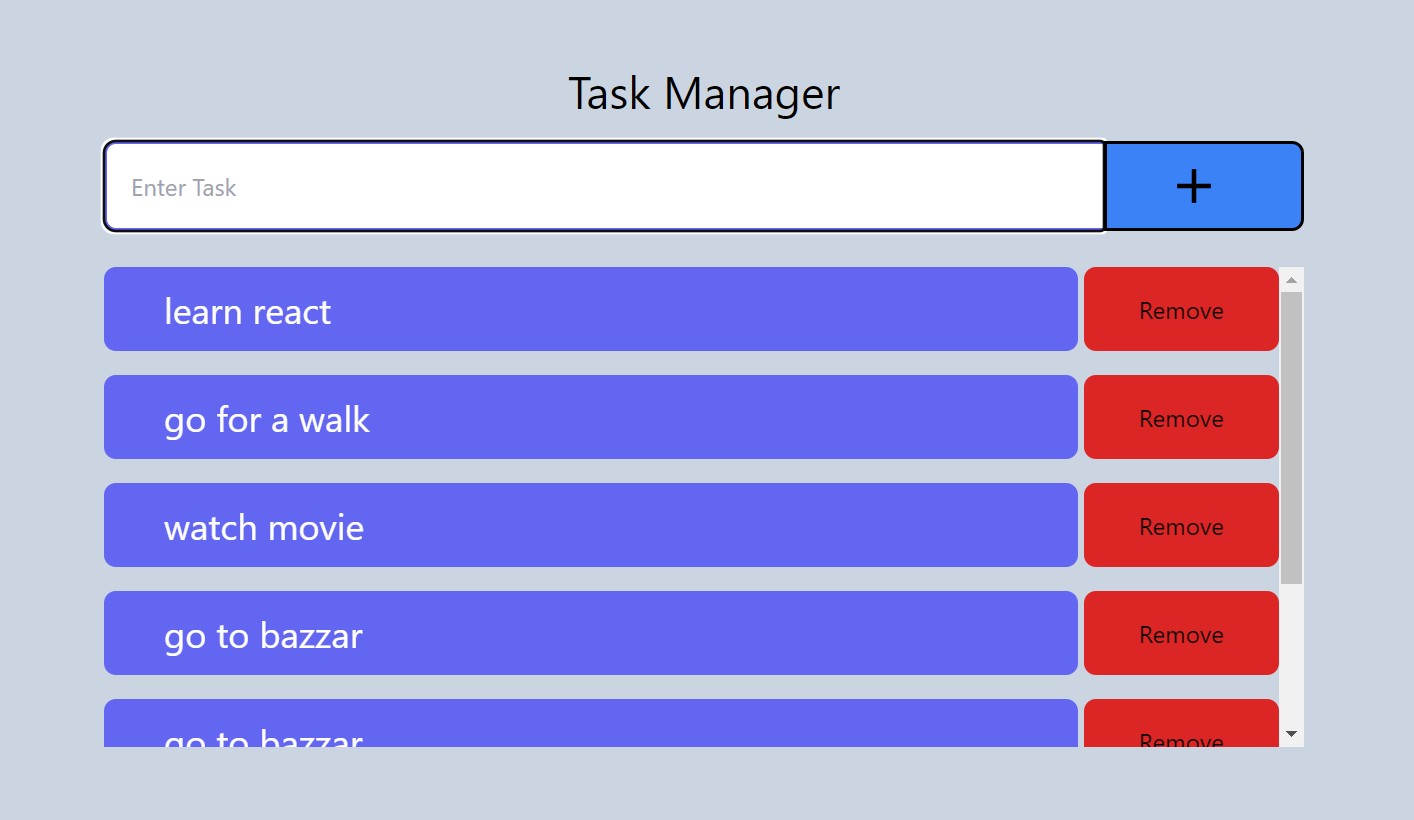 Task Manager
Enter Task
+
learn react
Remove
go for a walk
Remove
watch movie
Remove
go to bazzar
Remove
go to bazzar
Remove